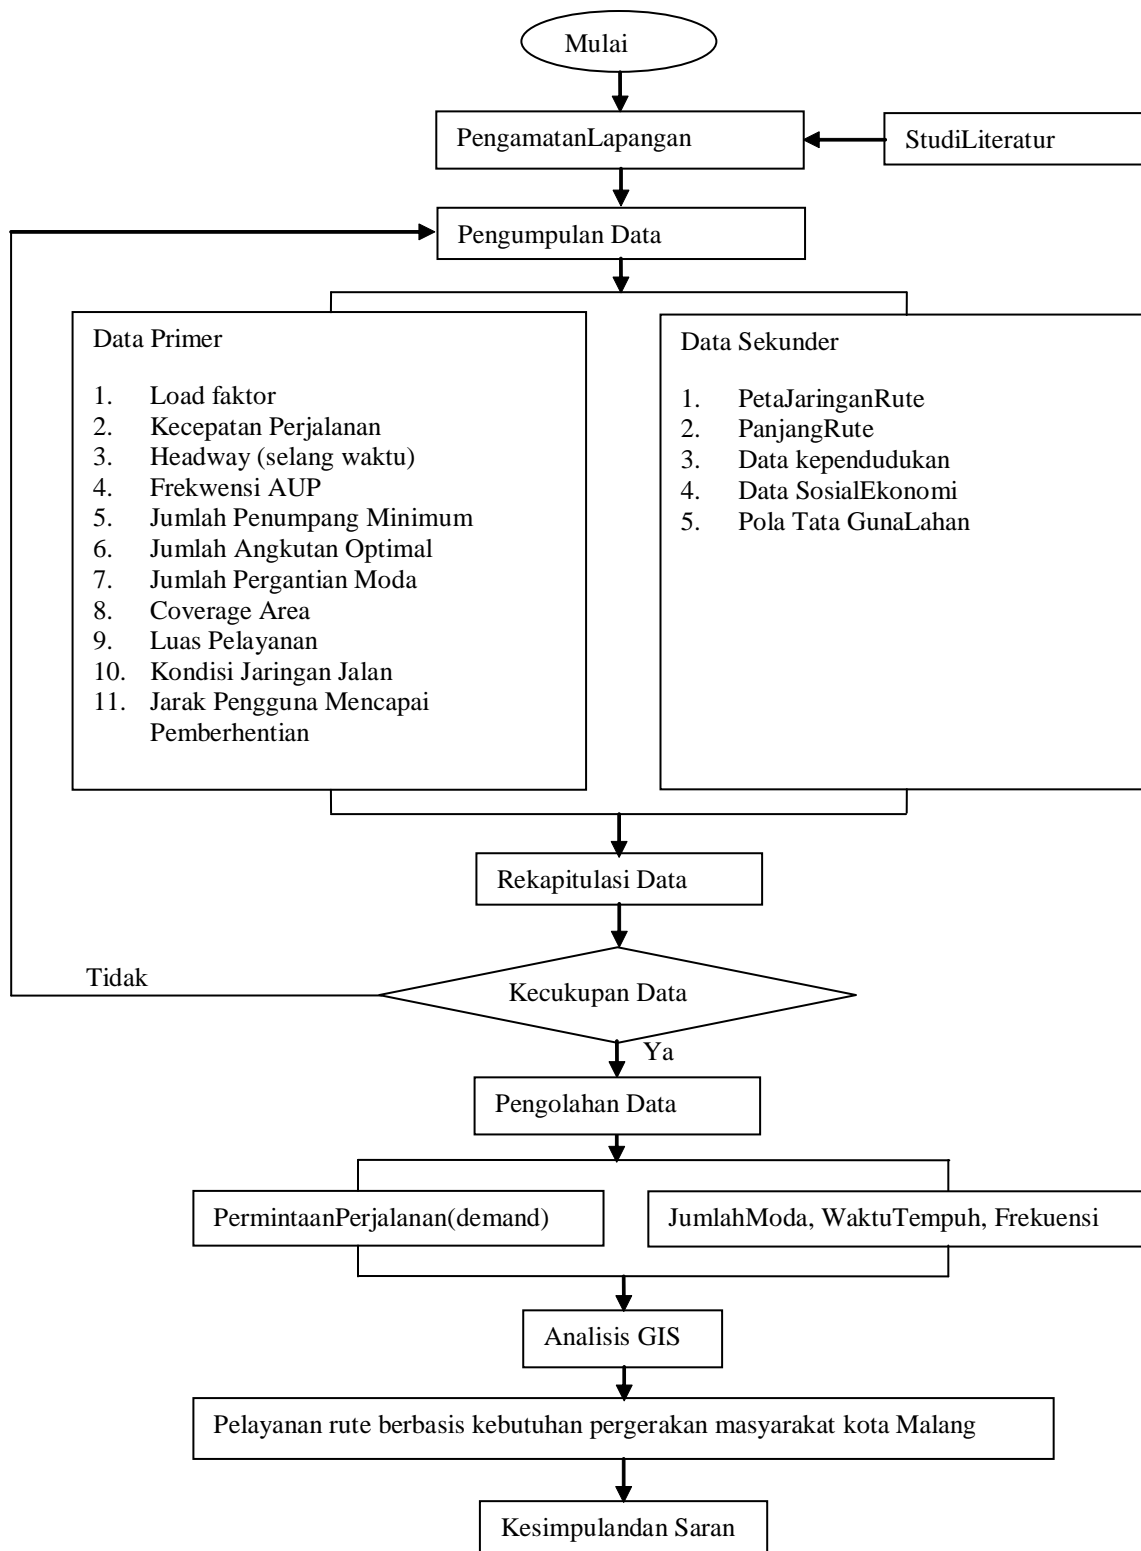 Mulai
PengamatanLapangan
StudiLiteratur
Pengumpulan Data
Data Primer
1. Load faktor
2. Kecepatan Perjalanan
3. Headway (selang waktu)
4. Frekwensi AUP
5. Jumlah Penumpang Minimum
6. Jumlah Angkutan Optimal
7. Jumlah Pergantian Moda
8. Coverage Area
9. Luas Pelayanan
10. Kondisi Jaringan Jalan
11. Jarak Pengguna Mencapai
Pemberhentian
Data Sekunder
1. PetaJaringanRute
2. PanjangRute
3. Data kependudukan
4. Data SosialEkonomi
5. Pola Tata GunaLahan
Rekapitulasi Data
Tidak
Kecukupan Data
Ya
Pengolahan Data
PermintaanPerjalanan(demand)
JumlahModa, WaktuTempuh, Frekuensi
Analisis GIS
Pelayanan rute berbasis kebutuhan pergerakan masyarakat kota Malang
Kesimpulandan Saran